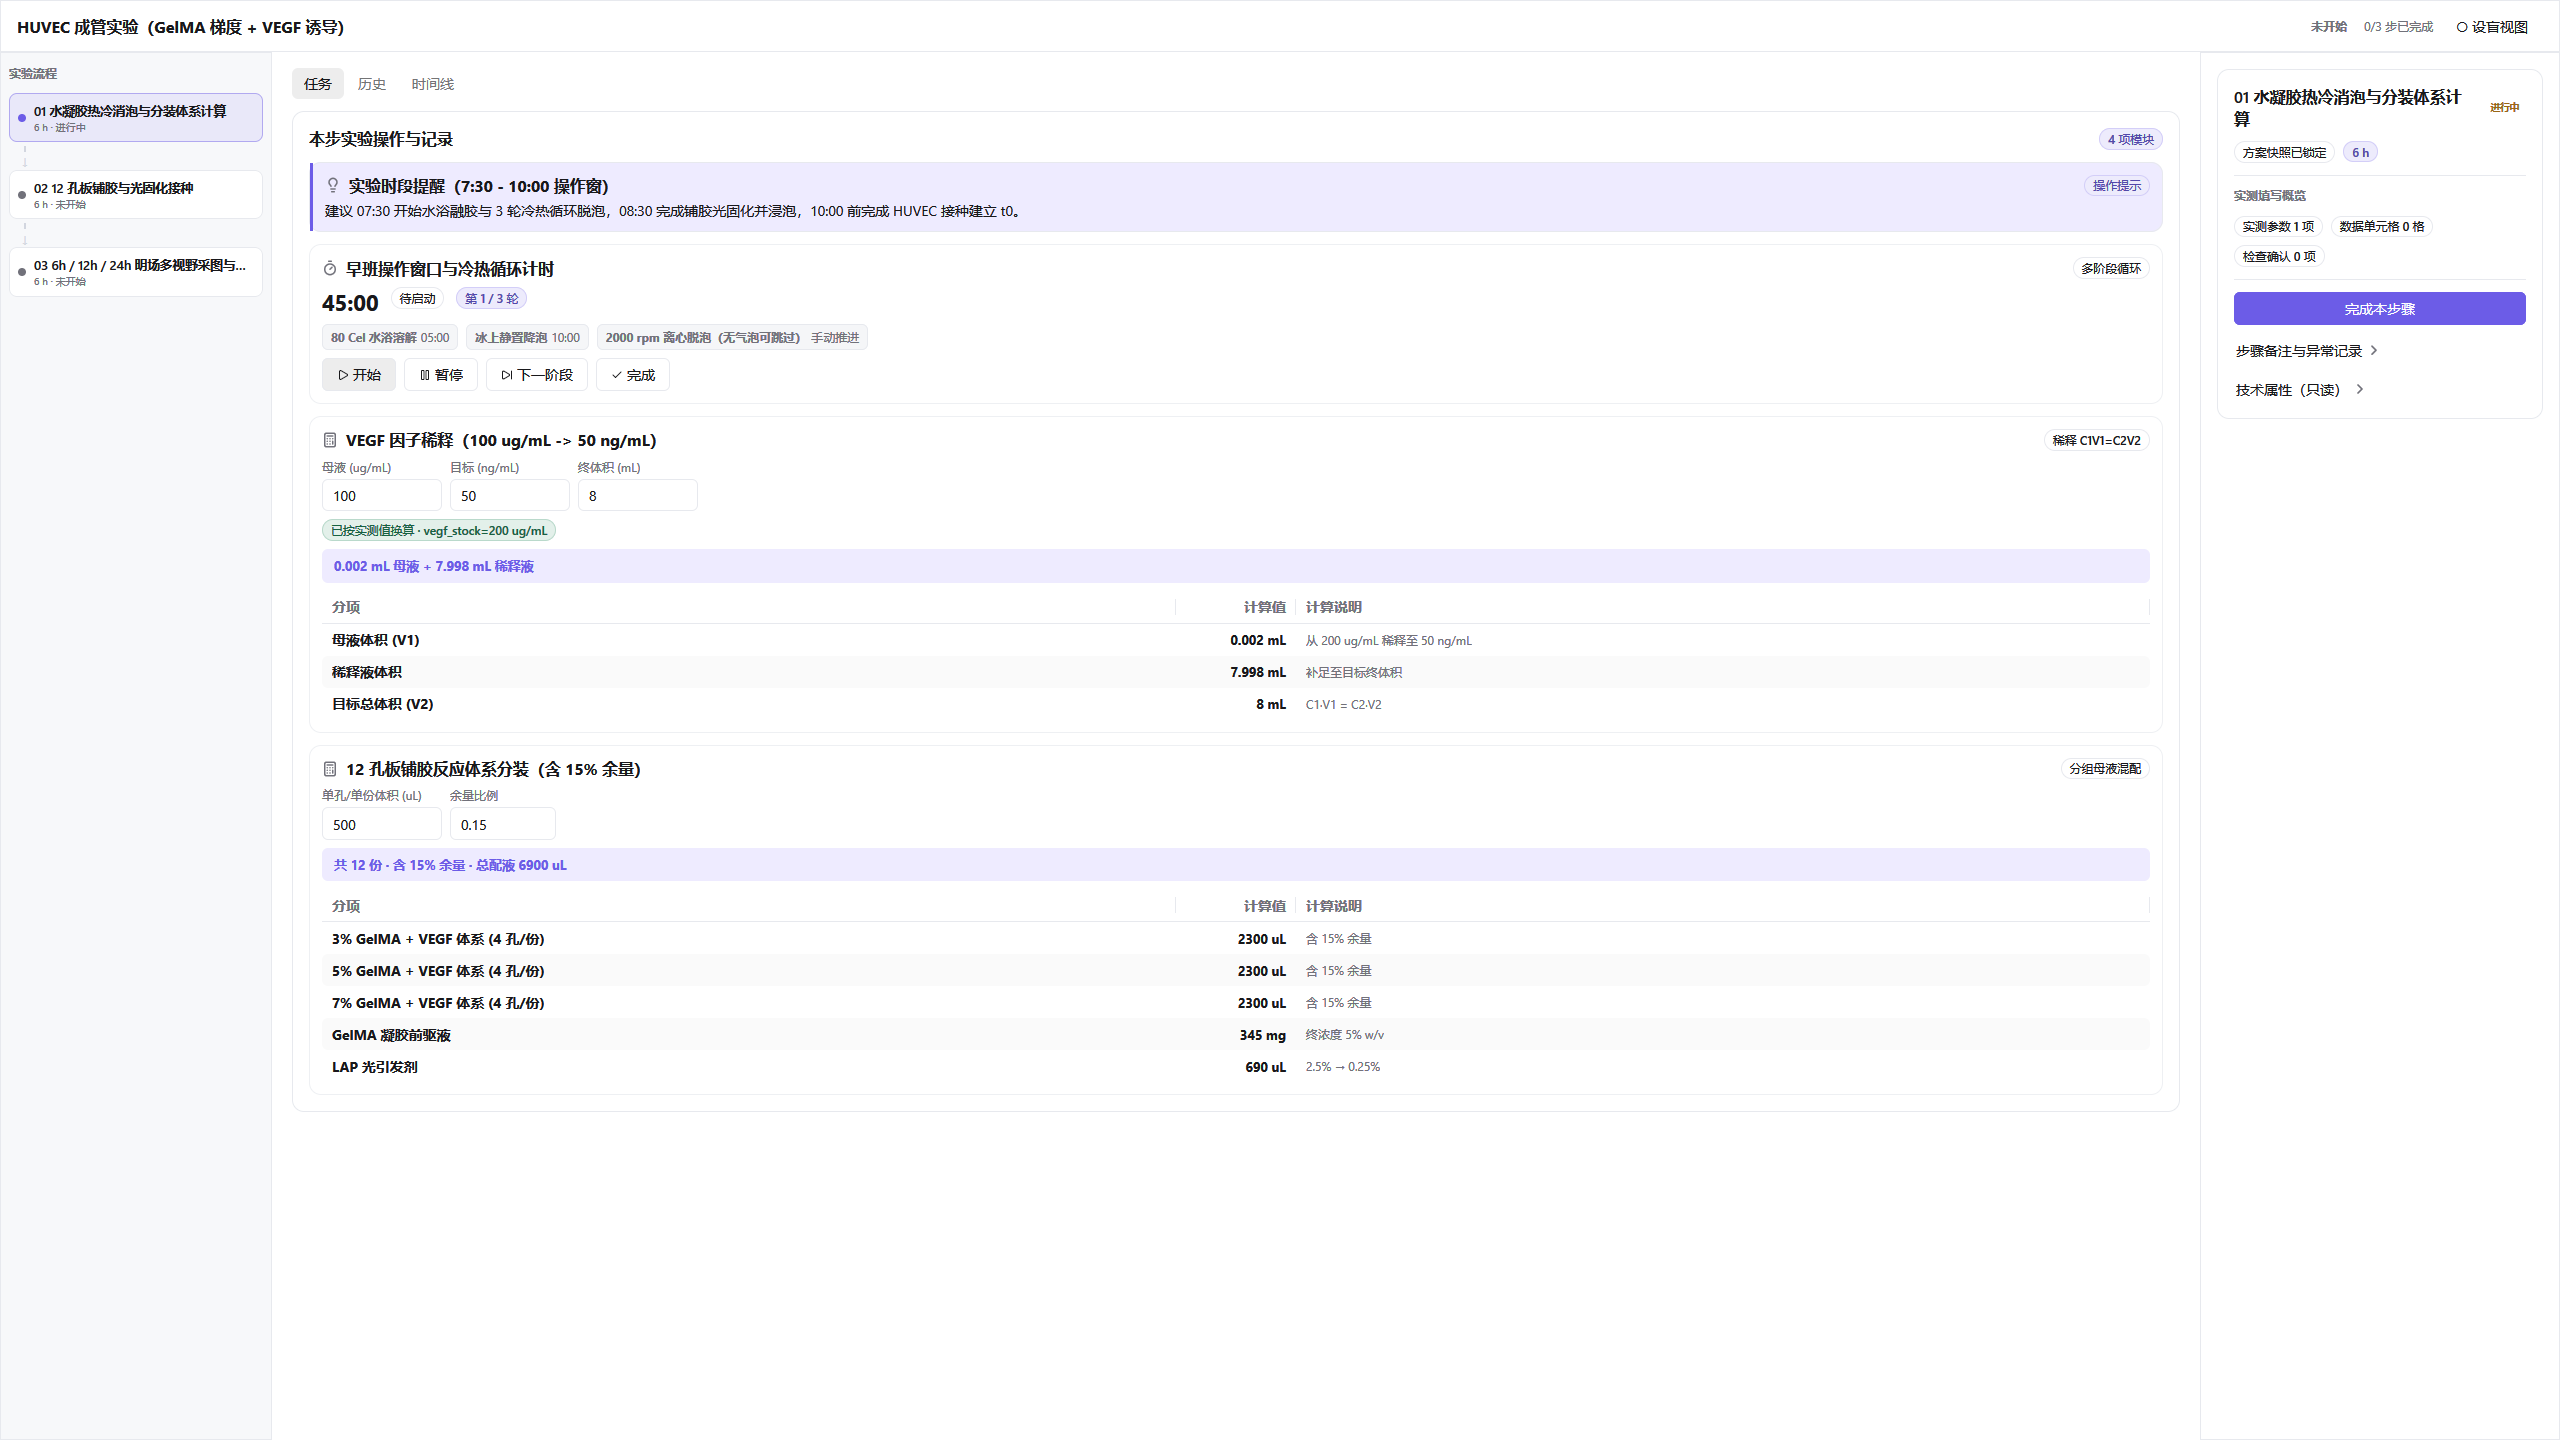 HUVEC 成管实验（GelMA 梯度 + VEGF 诱导）
未开始 0/3 步已完成 设盲视图
实验流程
01 水凝胶热冷消泡与分装体系计算
6 h · 进行中
02 12 孔板铺胶与光固化接种
6 h · 未开始
03 6h / 12h / 24h 明场多视野采图与...
6 h · 未开始
任务 历史 时间线
本步实验操作与记录
4 项模块
实验时段提醒（7:30 - 10:00 操作窗）
操作提示
建议 07:30 开始水浴融胶与 3 轮冷热循环脱泡，08:30 完成铺胶光固化并浸泡，10:00 前完成 HUVEC 接种建立 t0。
早班操作窗口与冷热循环计时
多阶段循环
45:00 待启动 第 1 / 3 轮
80 Cel 水浴溶解 05:00 冰上静置降泡 10:00 2000 rpm 离心脱泡（无气泡可跳过） 手动推进
开始 暂停 下一阶段 完成
VEGF 因子稀释（100 ug/mL -> 50 ng/mL）
稀释 C1V1=C2V2
母液 (ug/mL) 目标 (ng/mL) 终体积 (mL)
100 50 8
已按实测值换算 · vegf_stock=200 ug/mL
0.002 mL 母液 + 7.998 mL 稀释液
分项 计算值 计算说明
母液体积 (V1) 0.002 mL 从 200 ug/mL 稀释至 50 ng/mL
稀释液体积 7.998 mL 补足至目标终体积
目标总体积 (V2) 8 mL C1·V1 = C2·V2
12 孔板铺胶反应体系分装（含 15% 余量）
分组母液混配
单孔/单份体积 (uL) 余量比例
500 0.15
共 12 份 · 含 15% 余量 · 总配液 6900 uL
分项 计算值 计算说明
3% GelMA + VEGF 体系 (4 孔/份) 2300 uL 含 15% 余量
5% GelMA + VEGF 体系 (4 孔/份) 2300 uL 含 15% 余量
7% GelMA + VEGF 体系 (4 孔/份) 2300 uL 含 15% 余量
GelMA 凝胶前驱液 345 mg 终浓度 5% w/v
LAP 光引发剂 690 uL 2.5% → 0.25%
01 水凝胶热冷消泡与分装体系计
算
进行中
方案快照已锁定 6 h
实测填写概览
实测参数 1 项 数据单元格 0 格
检查确认 0 项
完成本步骤
步骤备注与异常记录
技术属性（只读）